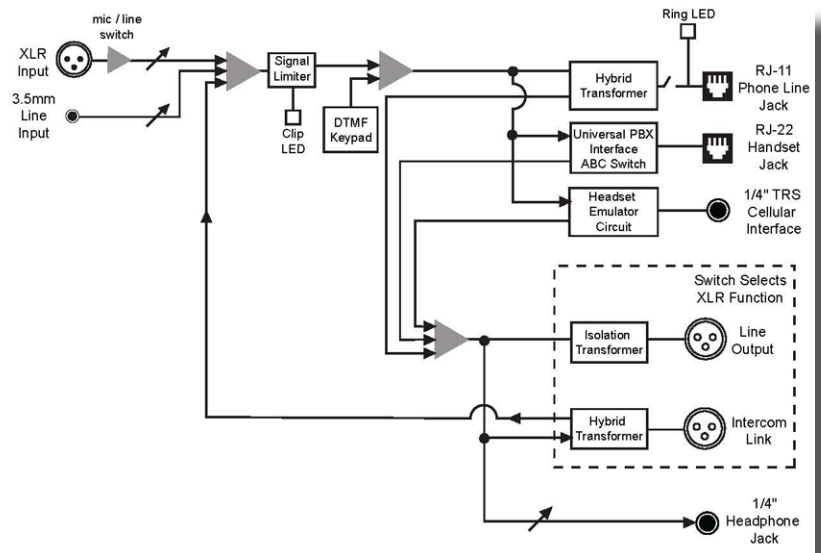 mic / line
switch
XLR
Input
3.5mm
Line
Input
Signal
Limiter
Clip
LED
DTMF
Keypad
Ring LED
Hybrid
Transformer
RJ-11
Phone Line
Jack
Universal PBX
Interface
ABC Switch
RJ-22
Handset
Jack
Headset
Emulator
Circuit
1/4" TRS
Cellular
Interface
Switch Selects
XLR Function
Isolation
Transformer
Line
Output
Hybrid
Transformer
Intercom
Link
1/4"
Headphone
Jack